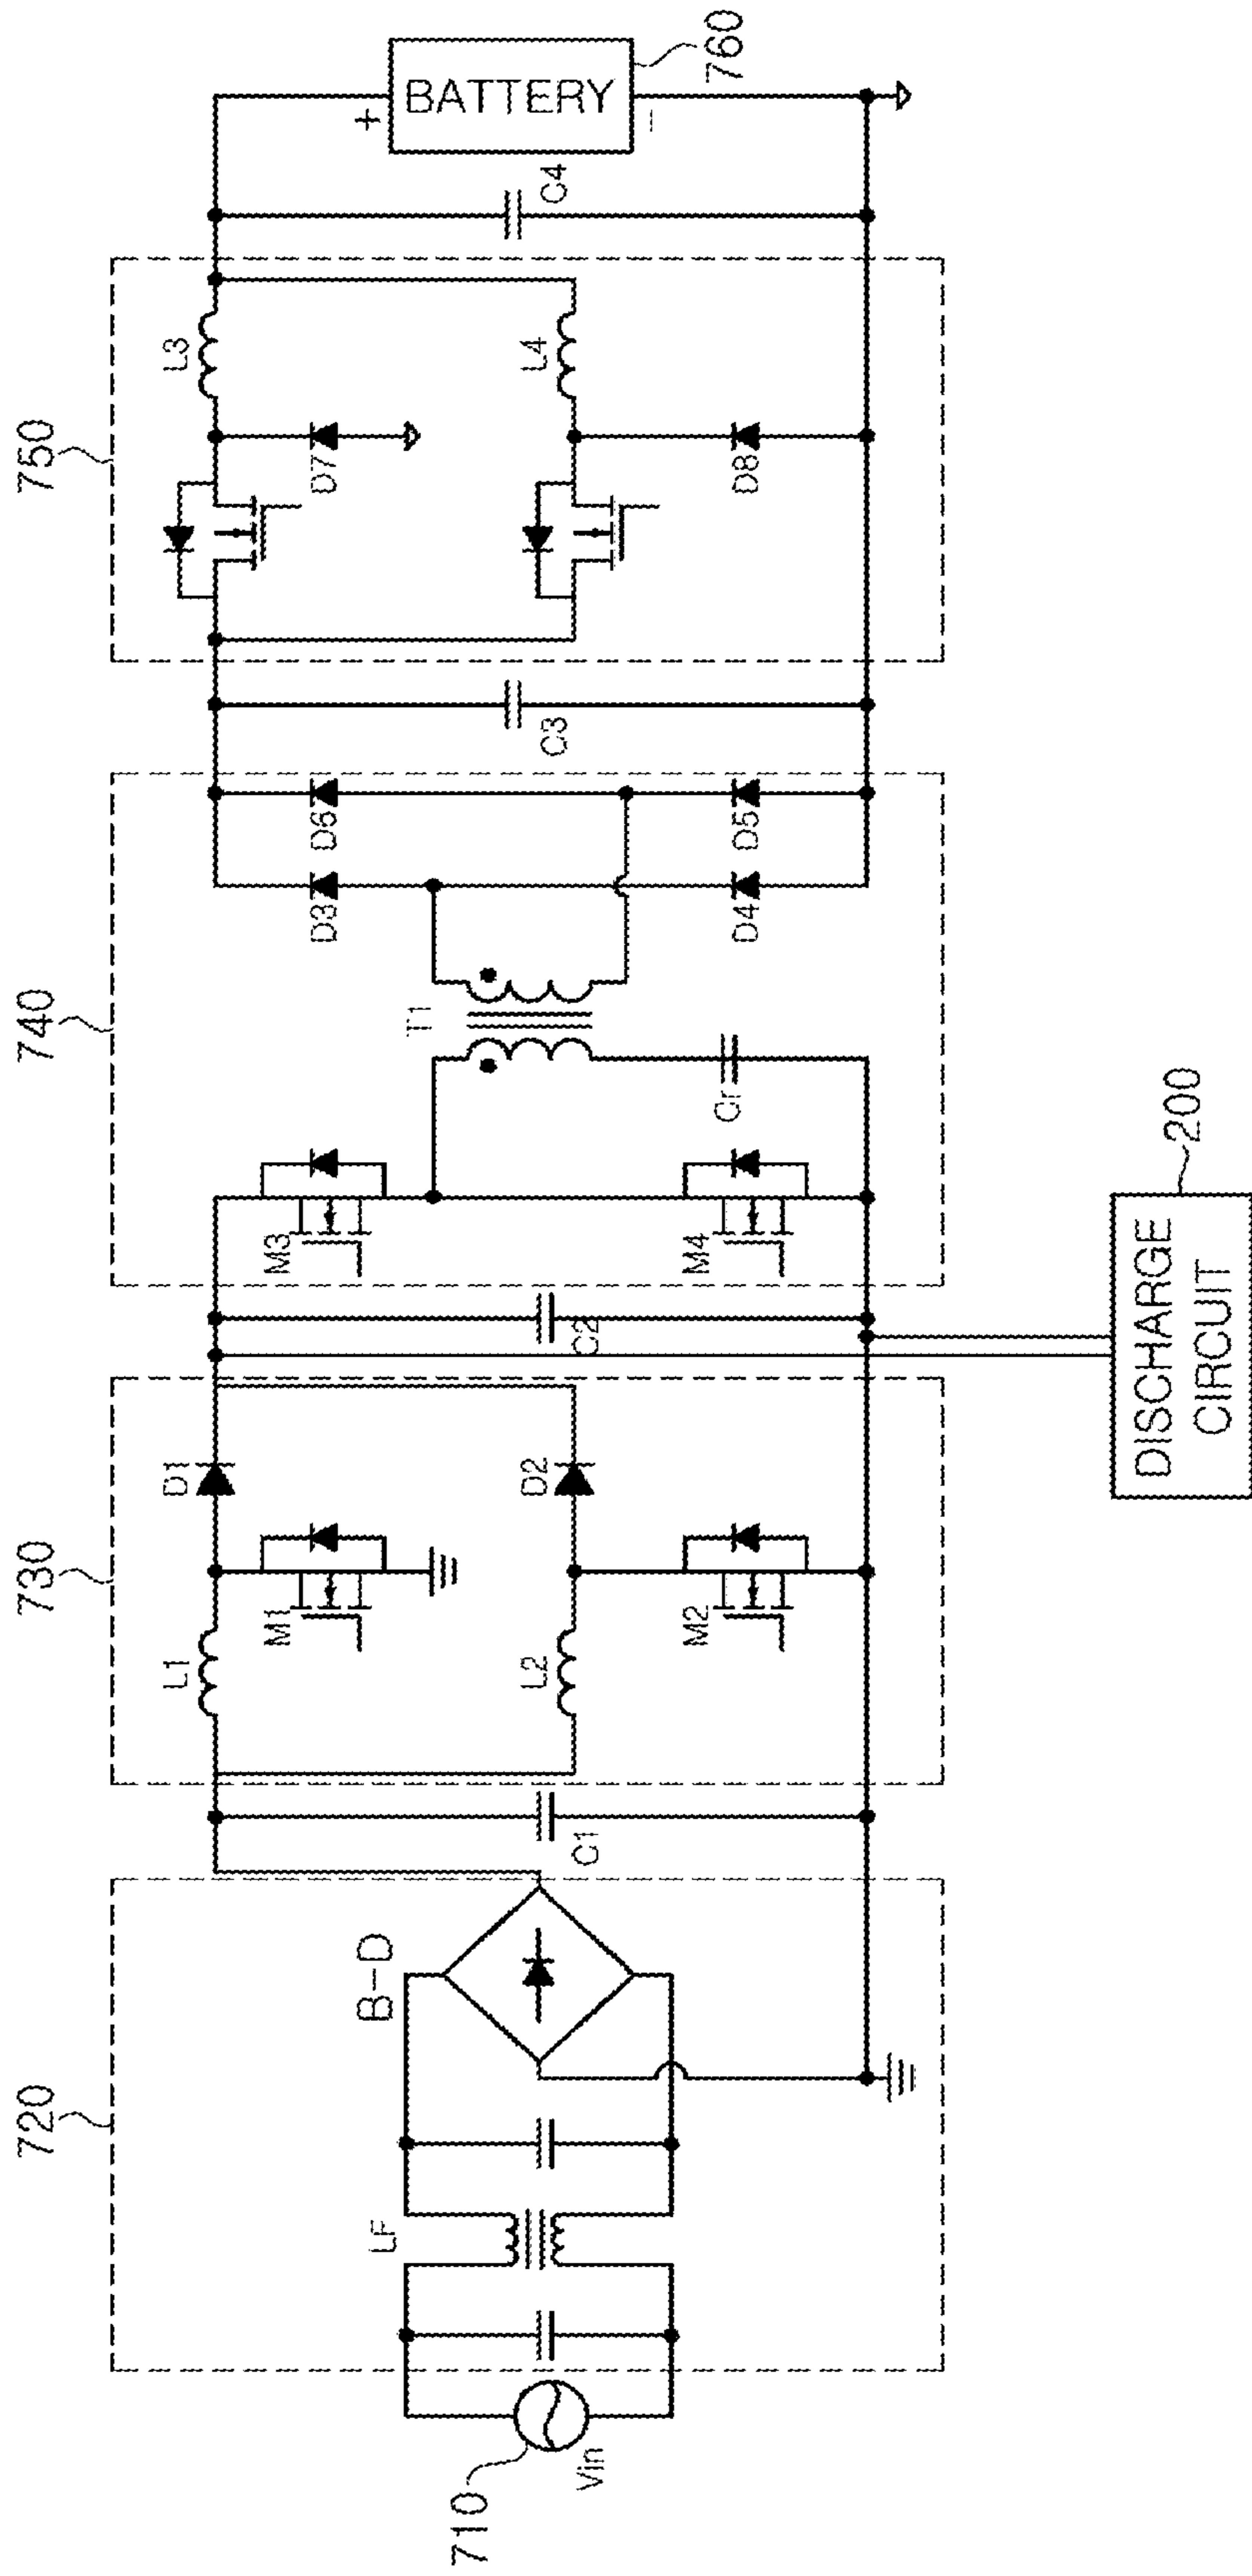 710
Vin
720
LF
B-D
C1
730
L1
M1
D1
L2
M2
D2
C2
DISCHARGE
CIRCUIT
200
740
M3
M4
T1
Cr
D3
D6
D4
D5
C3
750
D7
L3
D8
L4
C4
+
BATTERY
−
760